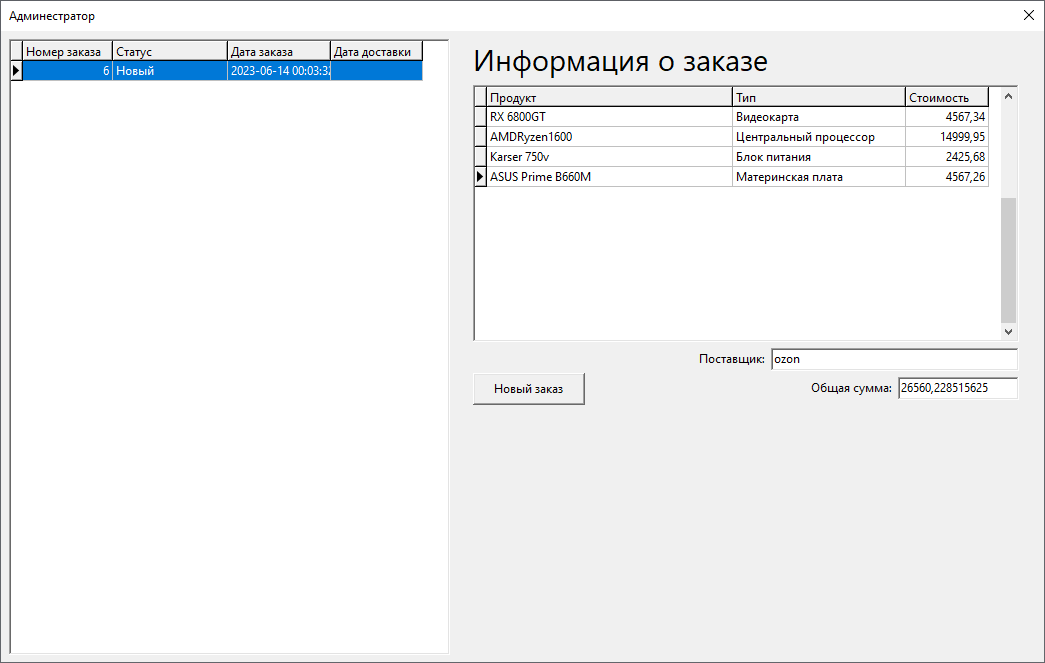 Админестратор
Номер заказа Статус Дата заказа Дата доставки
6 Новый 2023-06-14 00:03:32
Информация о заказе
Продукт Тип Стоимость
RX 6800GT Видеокарта 4567,34
AMDRyzen1600 Центральный процессор 14999,95
Karser 750v Блок питания 2425,68
ASUS Prime B660M Материнская плата 4567,26
Поставщик: ozon
Новый заказ Общая сумма: 26560,228515625